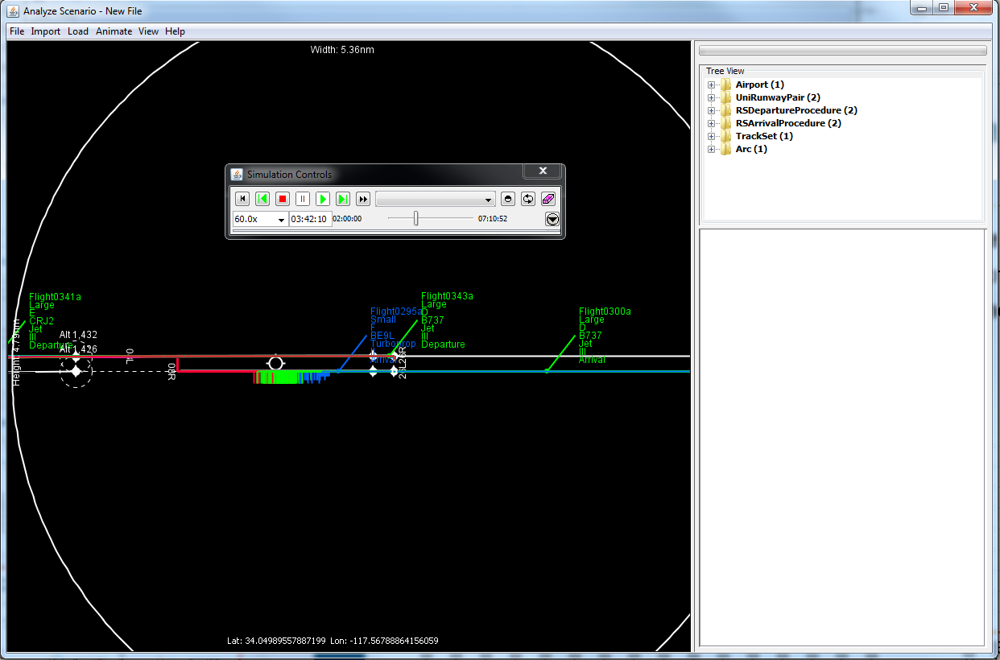 Analyze Scenario - New File
File Import Load Animate View Help
Width: 5.36nm
Tree View
Airport (1)
UniRunwayPair (2)
RSDepartureProcedure (2)
RSArrivalProcedure (2)
TrackSet (1)
Arc (1)
Simulation Controls
60.0x 03:42:10 02:00:00 07:10:52
Flight0341a
Large
E
CRJ2
Jet
III
Departure
Alt 1,432
Alt 1,426
Height: 4.79nm
08R
Flight0295a
Small
BE9L
Turboprop
Arrival
Flight0343a
Large
D
B737
Jet
III
Departure
26L 26R
Flight0300a
Large
D
B737
Jet
III
Arrival
Lat: 34.04989557887199 Lon: -117.56788864156059